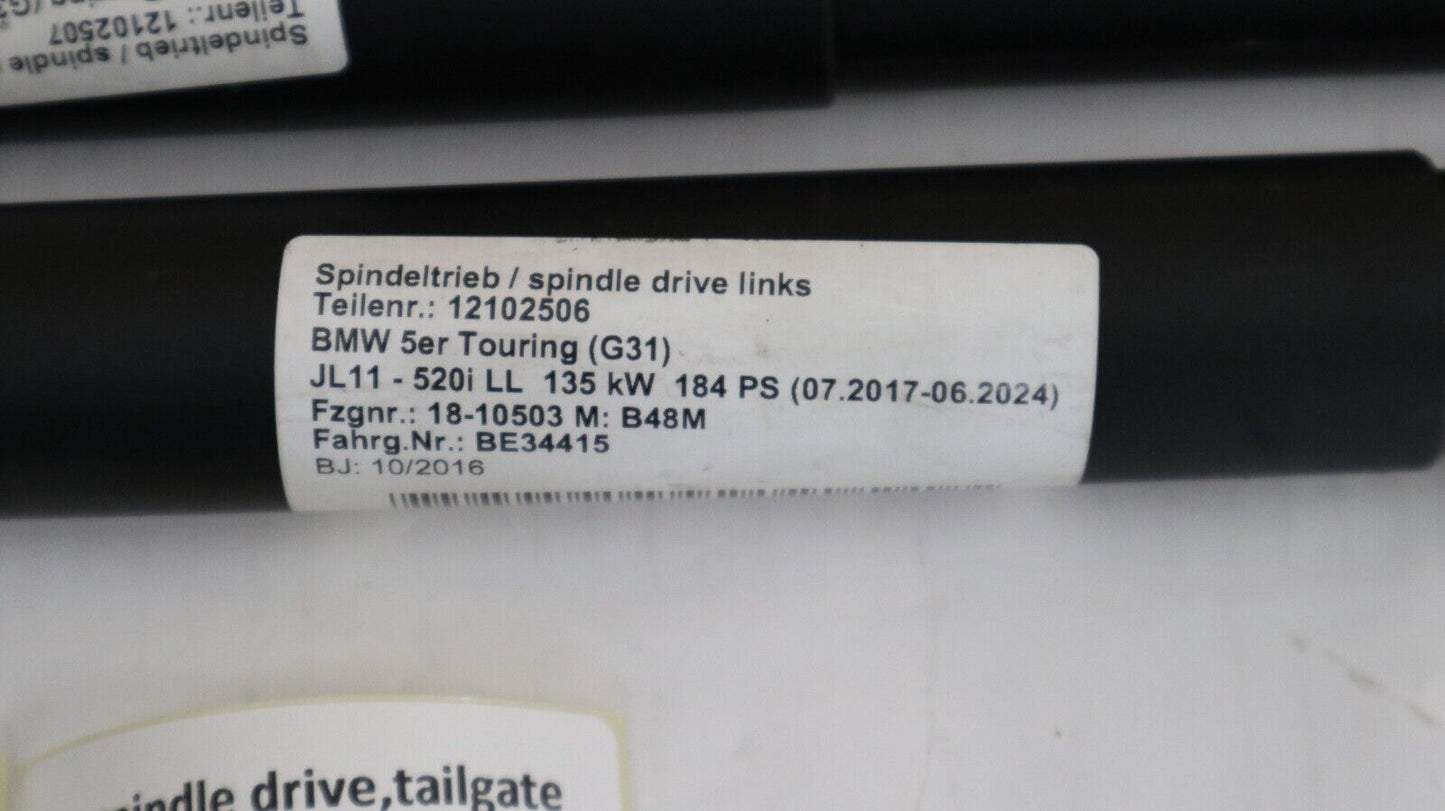 Spindeltrieb / spindle
Teilenr.: 12102507
Spindeltrieb / spindle drive links
Teilenr.: 12102506
BMW 5er Touring (G31)
JL11 - 520i LL 135 kW 184 PS (07.2017-06.2024)
Fzgnr.: 18-10503 M: B48M
Fahrg.Nr.: BE34415
BJ: 10/2016
drive,tailgate